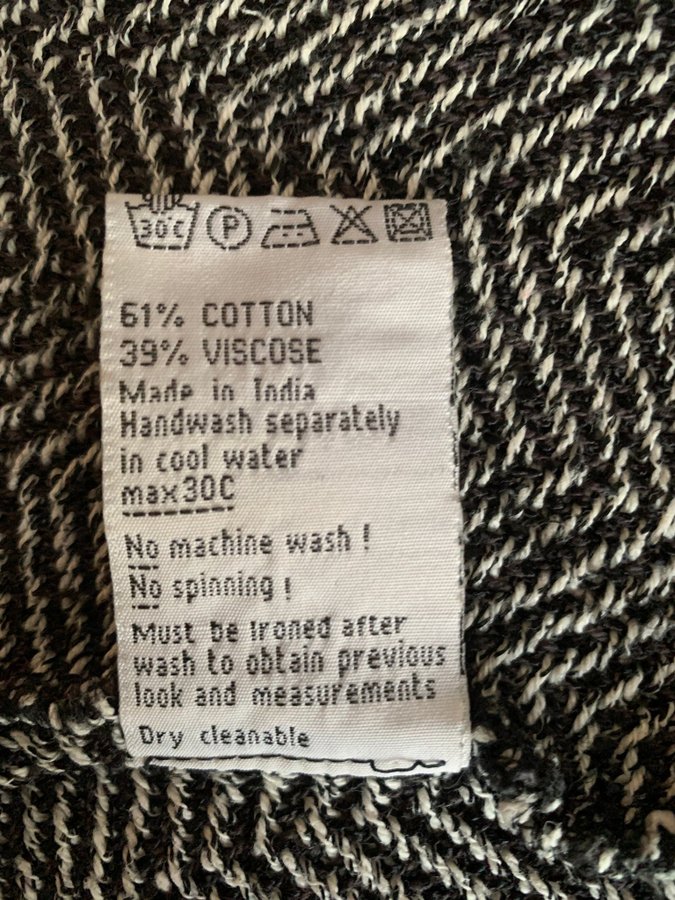 30°C P
61% COTTON
39% VISCOSE
Made in India
Handwash separately
in cool water
max30C
No machine wash !
No spinning !
Must be Ironed after
wash to obtain previous
look and measurements
Dry cleanable